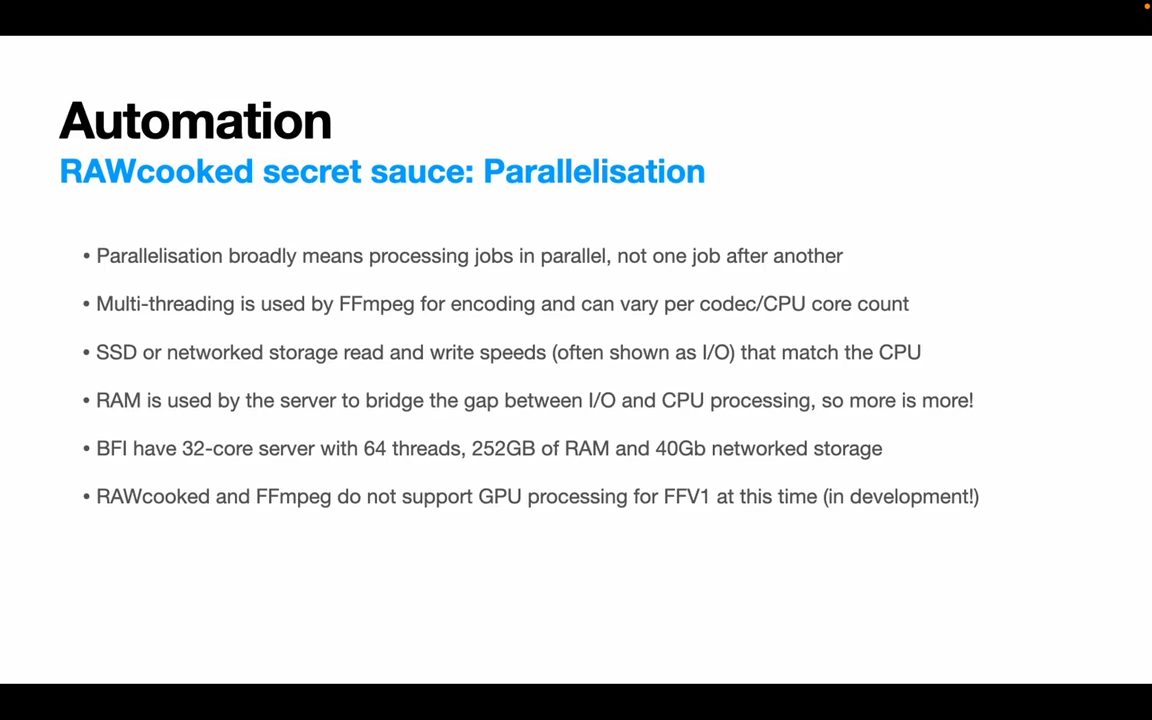 Automation
RAWcooked secret sauce: Parallelisation
• Parallelisation broadly means processing jobs in parallel, not one job after another
• Multi-threading is used by FFmpeg for encoding and can vary per codec/CPU core count
• SSD or networked storage read and write speeds (often shown as I/O) that match the CPU
• RAM is used by the server to bridge the gap between I/O and CPU processing, so more is more!
• BFI have 32-core server with 64 threads, 252GB of RAM and 40Gb networked storage
• RAWcooked and FFmpeg do not support GPU processing for FFV1 at this time (in development!)